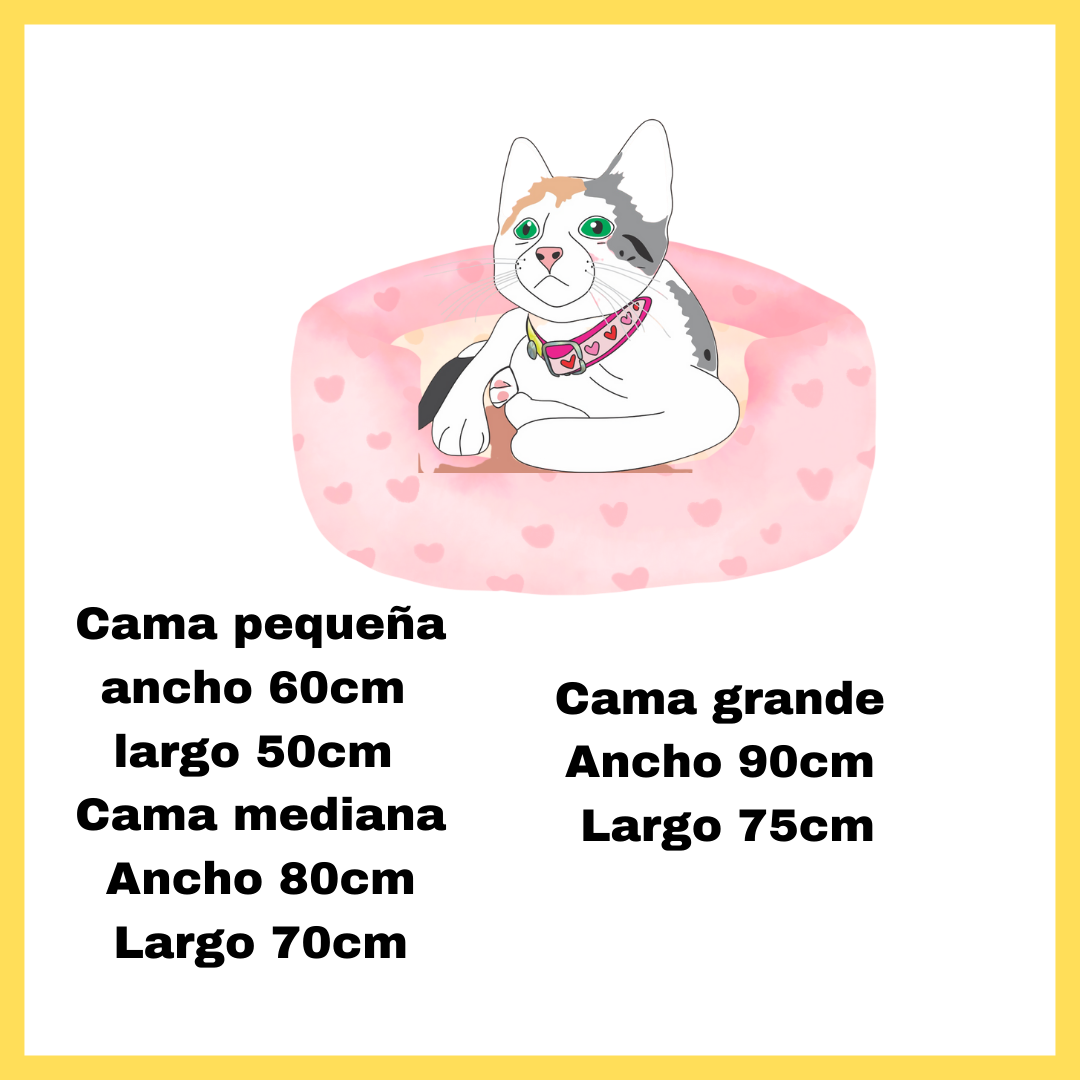 Cama pequeña
ancho 60cm
largo 50cm
Cama mediana
Ancho 80cm
Largo 70cm
Cama grande
Ancho 90cm
Largo 75cm